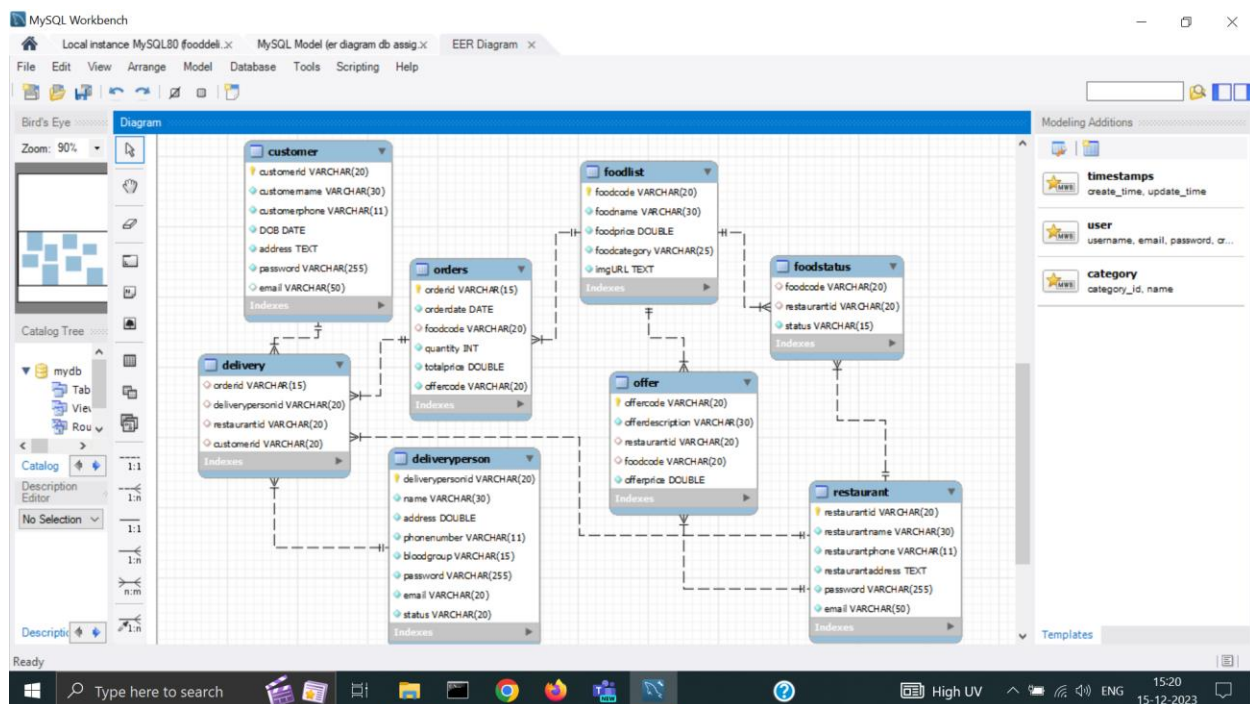 MySQL Workbench
Local instance MySQL80 (fooddeli.. × MySQL Model (er diagram db assig.× EER Diagram ×
File Edit View Arrange Model Database Tools Scripting Help
Bird's Eye
Zoom: 90%
Catalog Tree
mydb
Tab
Viev
Rou
Catalog
Description
Editor
No Selection
Descriptic
Diagram
1:1
1:n
1:1
1:n
n:m
1:n
customer
customerid VARCHAR(20)
customername VARCHAR(30)
customerphone VARCHAR(11)
DOB DATE
address TEXT
password VARCHAR(255)
email VARCHAR(50)
Indexes
orders
orderid VARCHAR(15)
orderdate DATE
foodcode VARCHAR(20)
quantity INT
totalprice DOUBLE
offercode VARCHAR(20)
Indexes
foodlist
foodcode VARCHAR(20)
foodname VARCHAR(30)
foodprice DOUBLE
foodcategory VARCHAR(25)
imgURL TEXT
Indexes
foodstatus
foodcode VARCHAR(20)
restaurantid VARCHAR(20)
status VARCHAR(15)
Indexes
delivery
orderid VARCHAR(15)
deliverypersonid VARCHAR(20)
restaurantid VARCHAR(20)
customerid VARCHAR(20)
Indexes
offer
offercode VARCHAR(20)
offerdescription VARCHAR(30)
restaurantid VARCHAR(20)
foodcode VARCHAR(20)
offerprice DOUBLE
Indexes
deliveryperson
deliverypersonid VARCHAR(20)
name VARCHAR(30)
address DOUBLE
phonenumber VARCHAR(11)
bloodgroup VARCHAR(15)
password VARCHAR(255)
email VARCHAR(20)
status VARCHAR(20)
Indexes
restaurant
restaurantid VARCHAR(20)
restaurantname VARCHAR(30)
restaurantphone VARCHAR(11)
restaurantaddress TEXT
password VARCHAR(255)
email VARCHAR(50)
Indexes
Modeling Additions
timestamps
create_time, update_time
user
username, email, password, cr...
category
category_id, name
Templates
Ready
Type here to search
High UV
ENG
15:20
15-12-2023